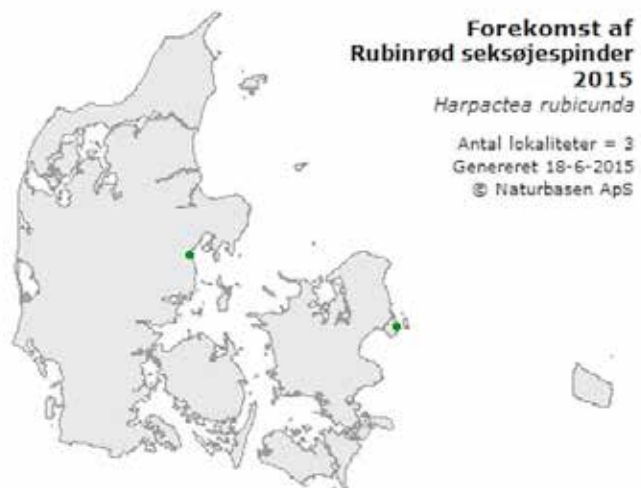 Forekomst af
Rubinrød seksøjespinder
2015
Harpactea rubicunda
Antal lokaliteter = 3
Genereret 18-6-2015
© Naturbasen ApS